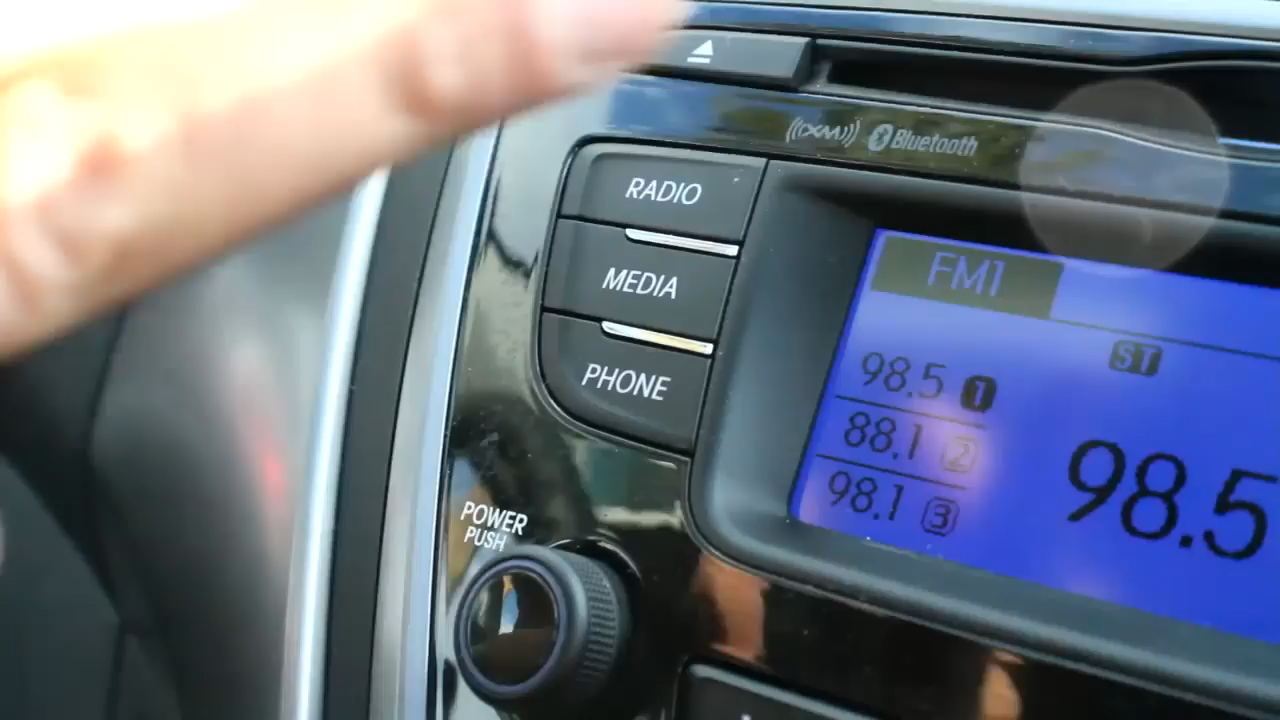 ((XM)) Bluetooth
RADIO
MEDIA
PHONE
POWER
PUSH
FM1
ST
98.5 1
88.1 2
98.1 3
98.5